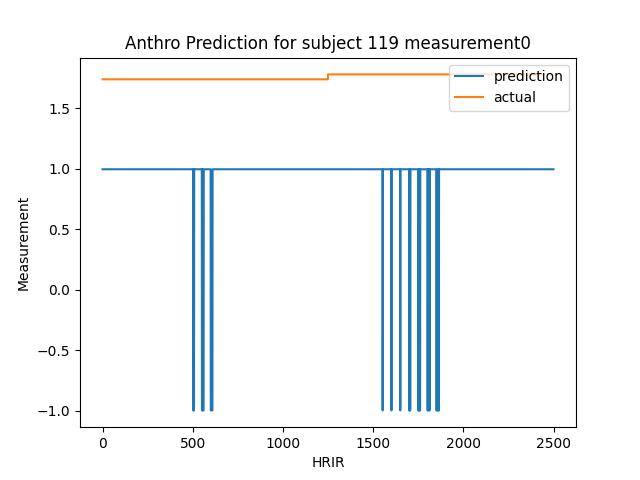 Anthro Prediction for subject 119 measurement0
prediction
actual
Measurement
1.5
1.0
0.5
0.0
−0.5
−1.0
0 500 1000 1500 2000 2500
HRIR